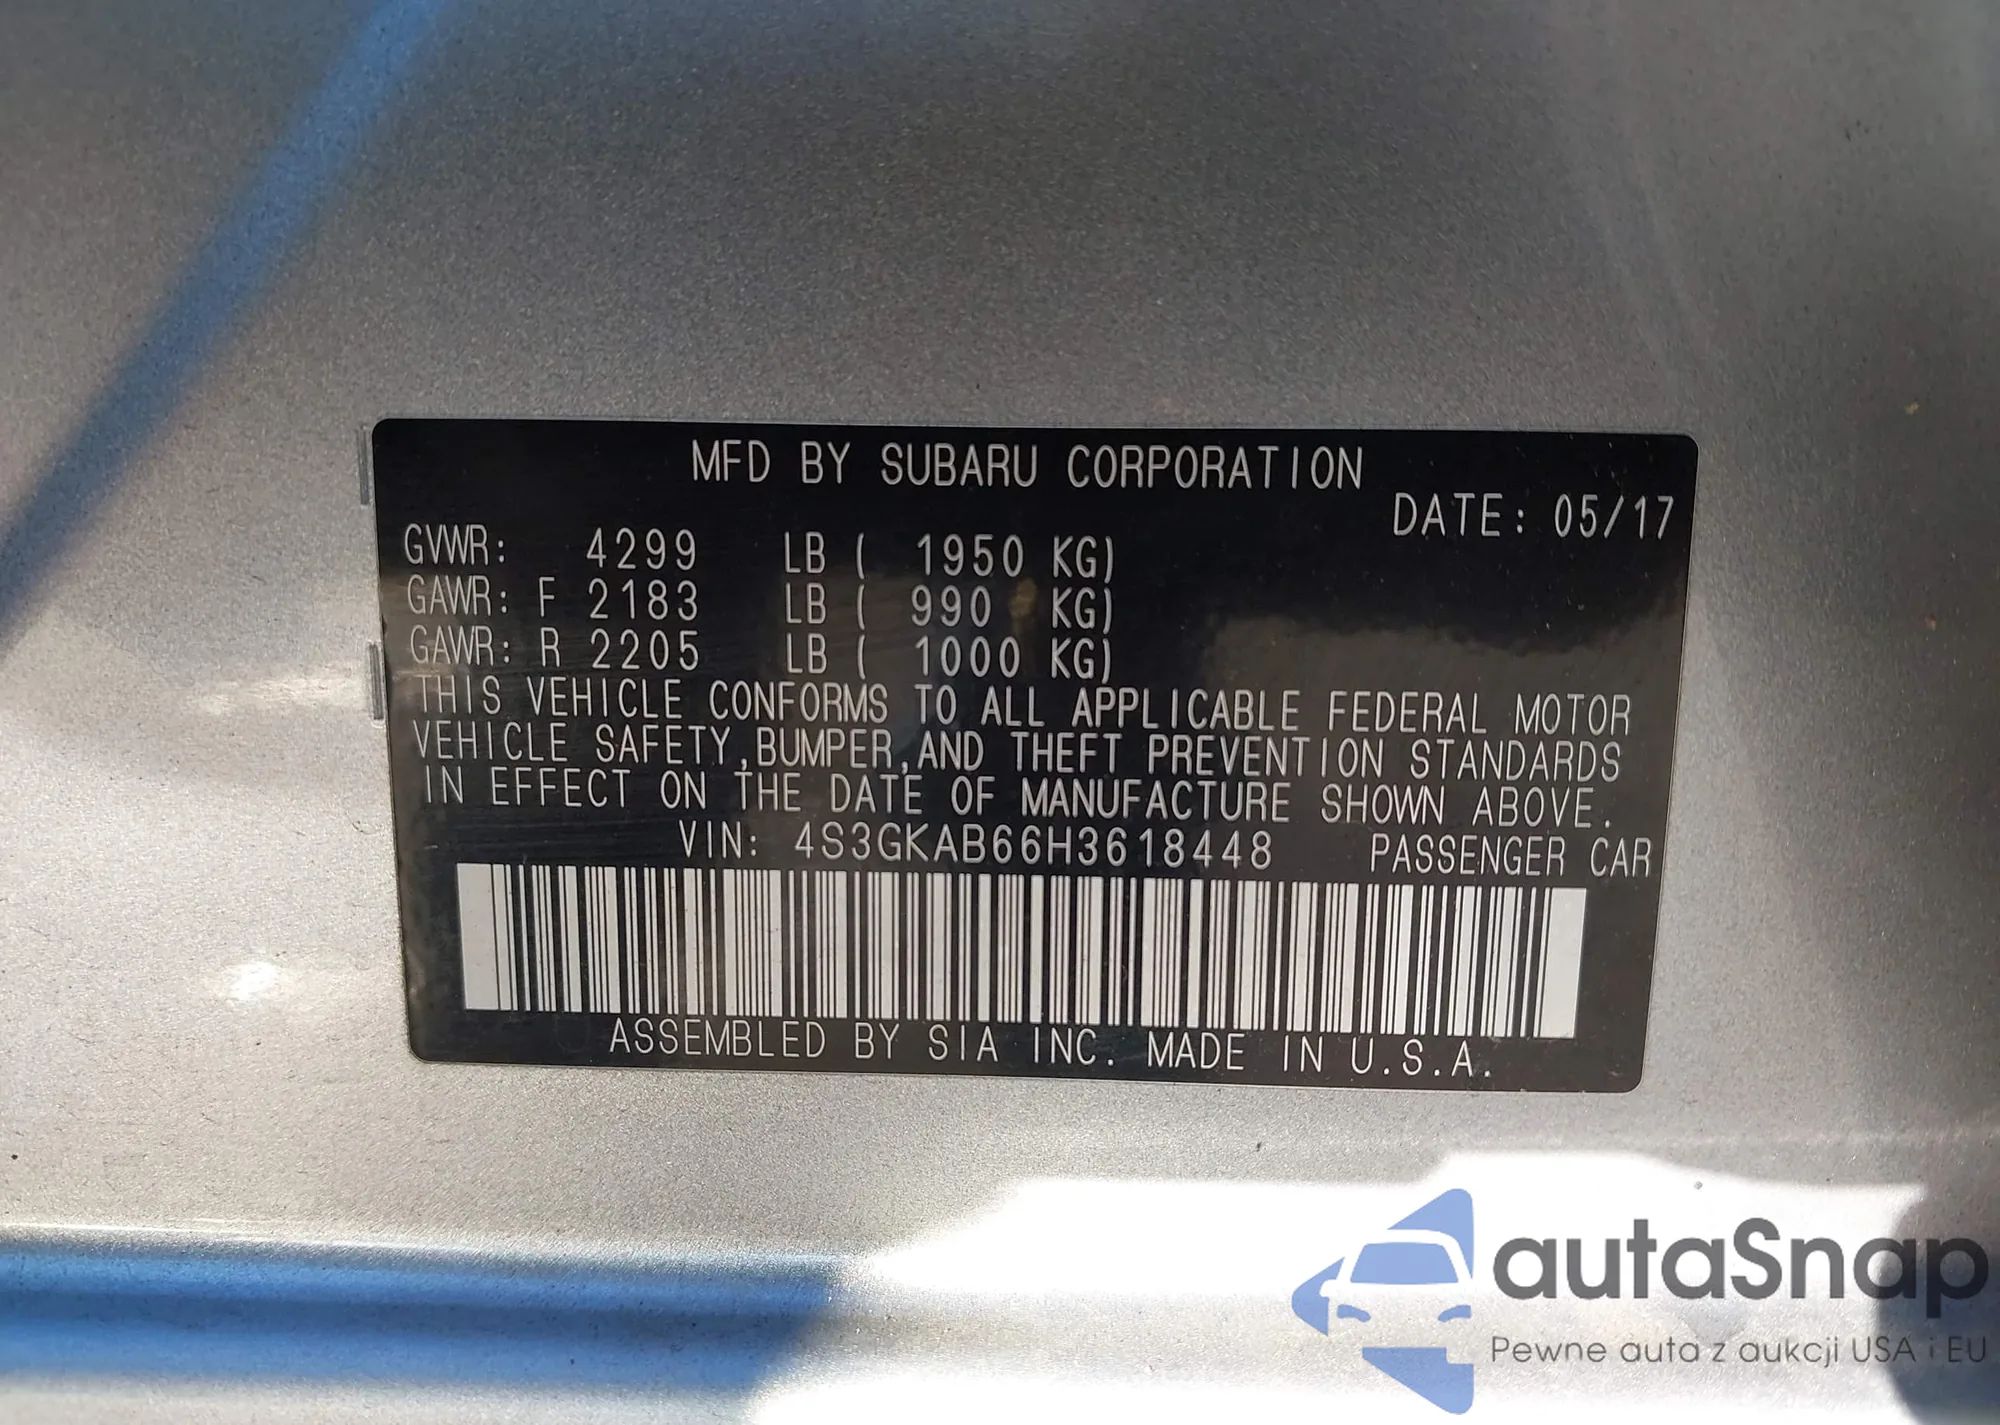 MFD BY SUBARU CORPORATION
DATE: 05/17
GVWR: 4299 LB ( 1950 KG)
GAWR: F 2183 LB ( 990 KG)
GAWR: R 2205 LB ( 1000 KG)
THIS VEHICLE CONFORMS TO ALL APPLICABLE FEDERAL MOTOR
VEHICLE SAFETY,BUMPER,AND THEFT PREVENTION STANDARDS
IN EFFECT ON THE DATE OF MANUFACTURE SHOWN ABOVE.
VIN: 4S3GKAB66H3618448 PASSENGER CAR
ASSEMBLED BY SIA INC. MADE IN U.S.A.
autaSnap
Pewne auta z aukcji USA i EU